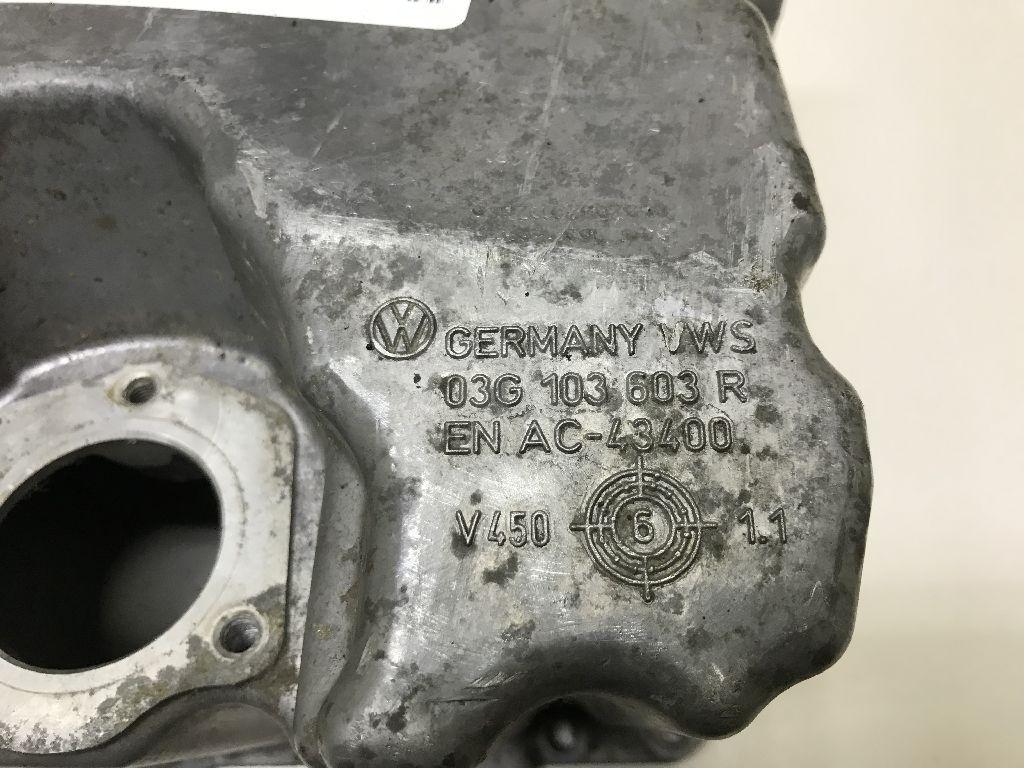 GERMANY VWS
03G 103 603 R
EN AC-43400
V450 6 1.1